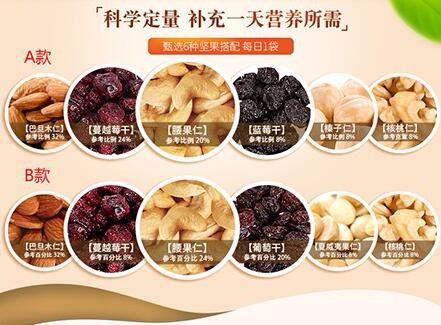 科学定量 补充一天营养所需
甄选6种坚果搭配 每日1袋
A款
【巴旦木仁】
参考比例 32%
【蔓越莓干】
参考比例 24%
【腰果仁】
参考比例 20%
【蓝莓干】
参考比例 8%
【榛子仁】
参考比例 8%
【核桃仁】
参考克重 8%
B款
【巴旦木仁】
参考百分比 32%
【蔓越莓干】
参考百分比 8%
【腰果仁】
参考百分比 24%
【葡萄干】
参考百分比 20%
【夏威夷果仁】
参考百分比 8%
【核桃仁】
参考百分比 8%